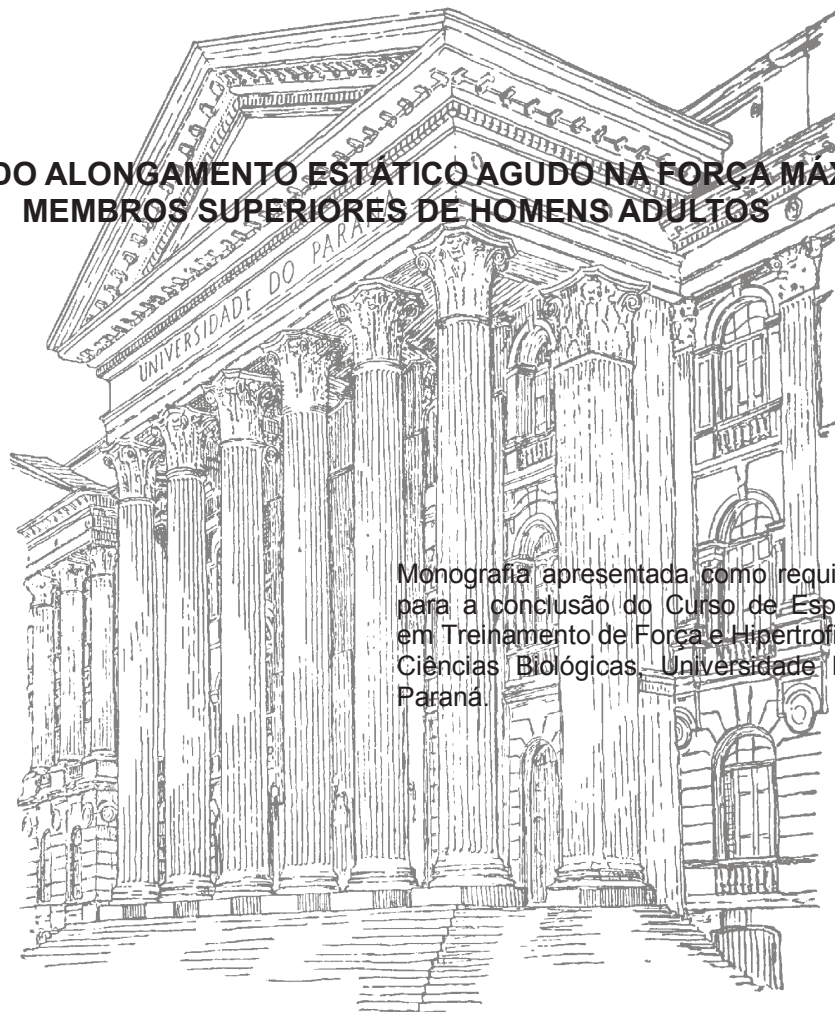 DO ALONGAMENTO ESTÁTICO AGUDO NA FORÇA MÁX
MEMBROS SUPERIORES DE HOMENS ADULTOS
UNIVERSIDADE DO PARANÁ
Monografia apresentada como requi
para a conclusão do Curso de Esp
em Treinamento de Força e Hipertrofi
Ciências Biológicas, Universidade
Paraná.